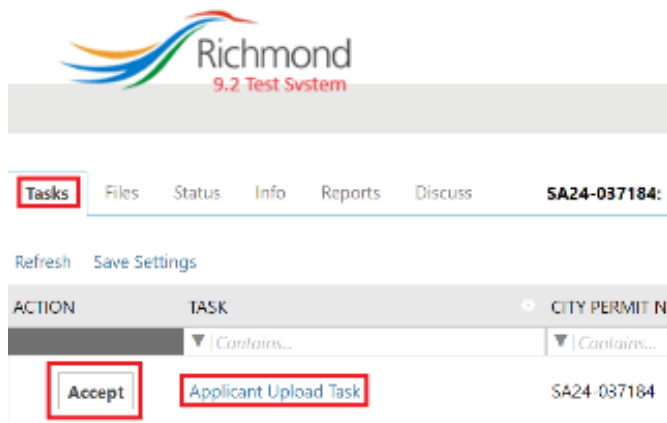 Richmond
9.2 Test System
Tasks Files Status Info Reports Discuss SA24-037184:
Refresh Save Settings
ACTION TASK CITY PERMIT N
Contains... Contains...
Accept Applicant Upload Task SA24-037184